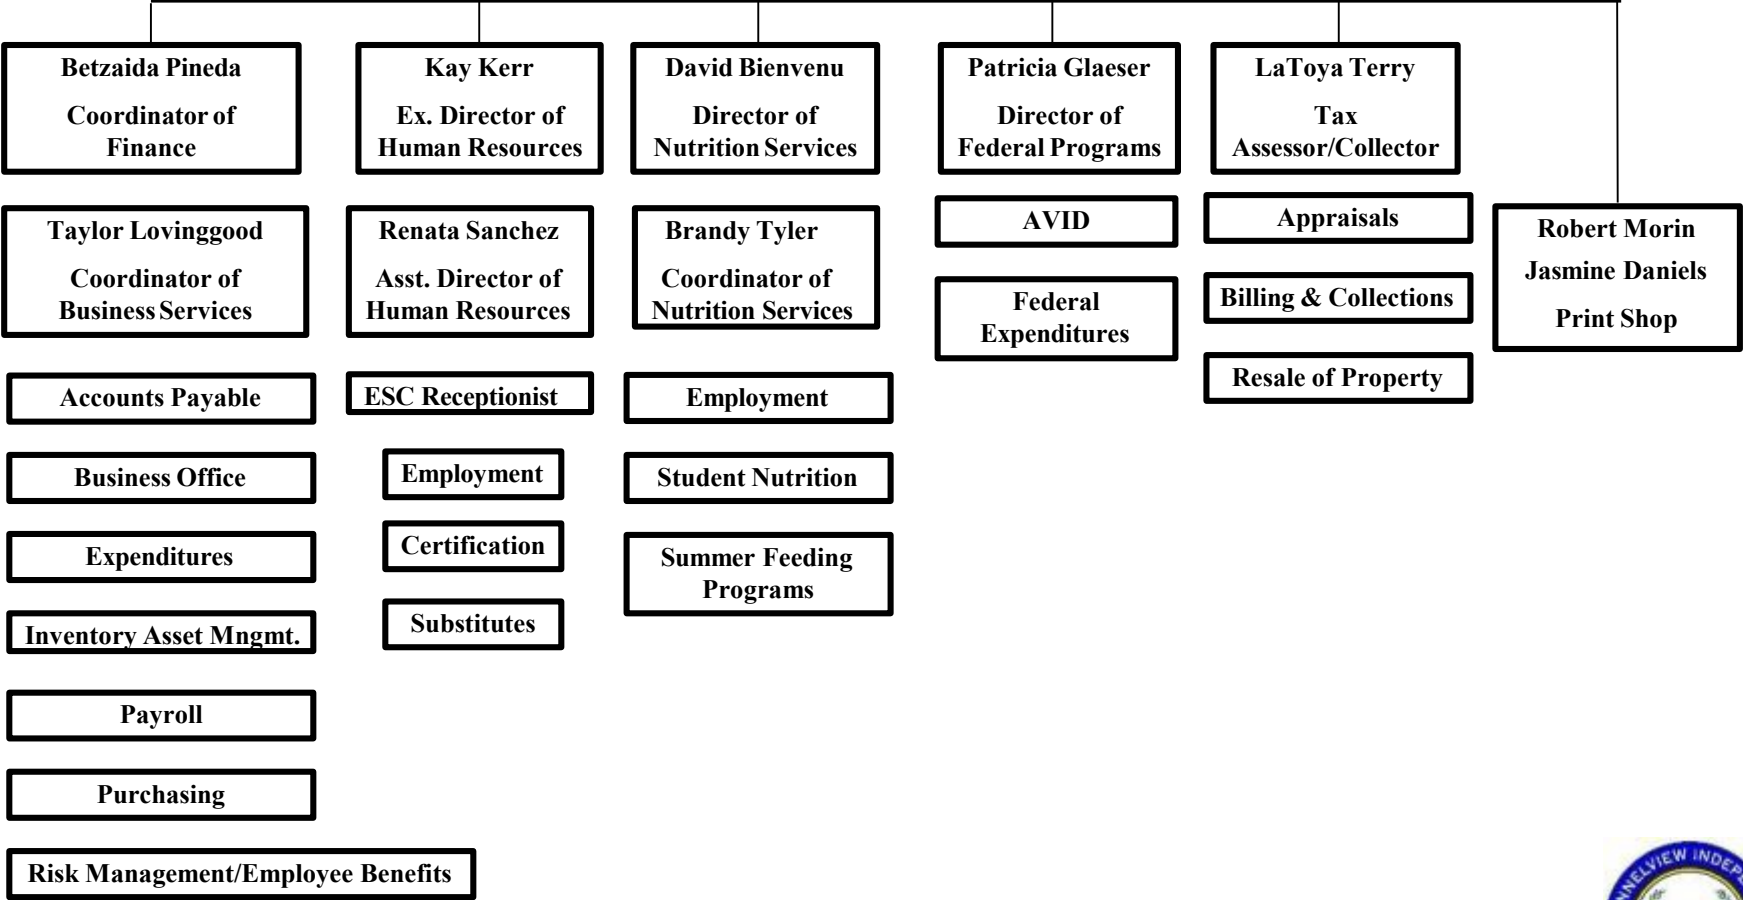 Betzaida Pineda
Coordinator of
Finance
Kay Kerr
Ex. Director of
Human Resources
David Bienvenu
Director of
Nutrition Services
Patricia Glaeser
Director of
Federal Programs
LaToya Terry
Tax
Assessor/Collector
Taylor Lovinggood
Coordinator of
Business Services
Renata Sanchez
Asst. Director of
Human Resources
Brandy Tyler
Coordinator of
Nutrition Services
AVID
Federal
Expenditures
Appraisals
Billing & Collections
Resale of Property
Robert Morin
Jasmine Daniels
Print Shop
Accounts Payable
Business Office
Expenditures
Inventory Asset Mngmt.
Payroll
Purchasing
Risk Management/Employee Benefits
ESC Receptionist
Employment
Certification
Substitutes
Employment
Student Nutrition
Summer Feeding
Programs